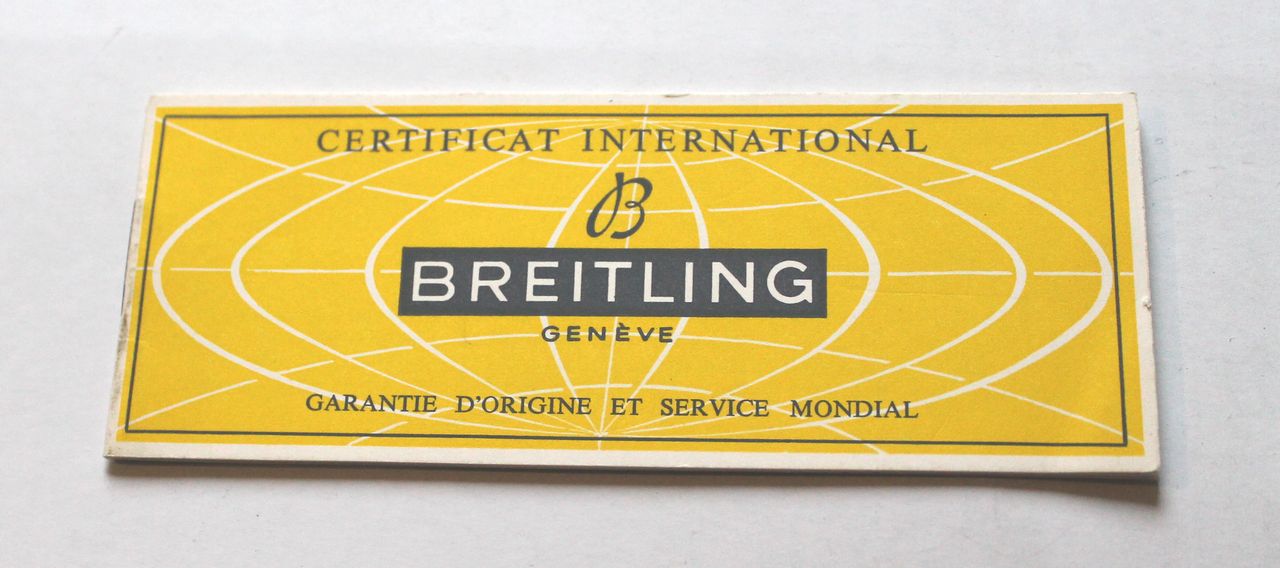 CERTIFICAT INTERNATIONAL
B
BREITLING
GENÈVE
GARANTIE D'ORIGINE ET SERVICE MONDIAL